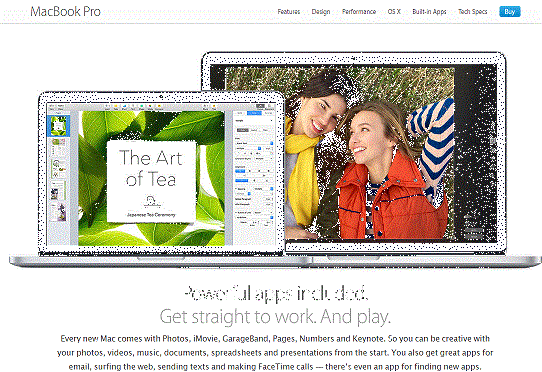 MacBook Pro
Features Design Performance OS X Built-in Apps Tech Specs Buy
The Art
of Tea
Japanese Tea Ceremony
Powerful apps included.
Get straight to work. And play.
Every new Mac comes with Photos, iMovie, GarageBand, Pages, Numbers and Keynote. So you can be creative with
your photos, videos, music, documents, spreadsheets and presentations from the start. You also get great apps for
email, surfing the web, sending texts and making FaceTime calls — there's even an app for finding new apps.